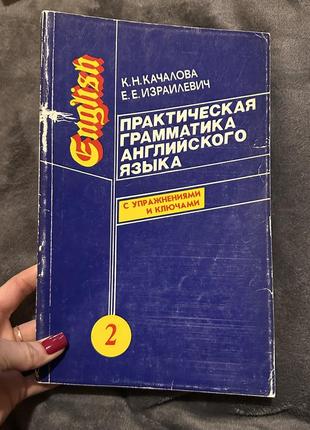 English
К.Н.КАЧАЛОВА
Е.Е.ИЗРАИЛЕВИЧ
ПРАКТИЧЕСКАЯ
ГРАММАТИКА
АНГЛИЙСКОГО
ЯЗЫКА
С УПРАЖНЕНИЯМИ
И КЛЮЧАМИ
2